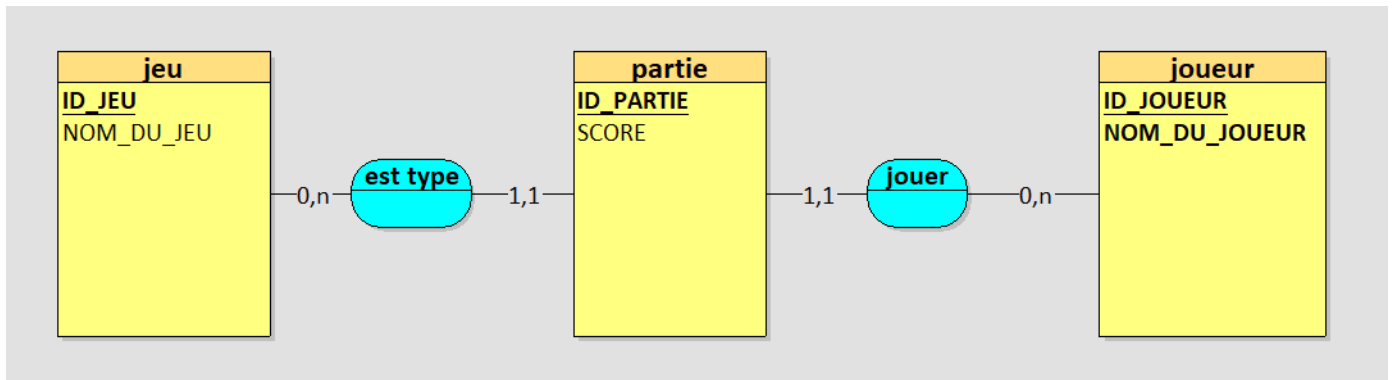 jeu
ID_JEU
NOM_DU_JEU
0,n
est type
1,1
partie
ID_PARTIE
SCORE
1,1
jouer
0,n
joueur
ID_JOUEUR
NOM_DU_JOUEUR